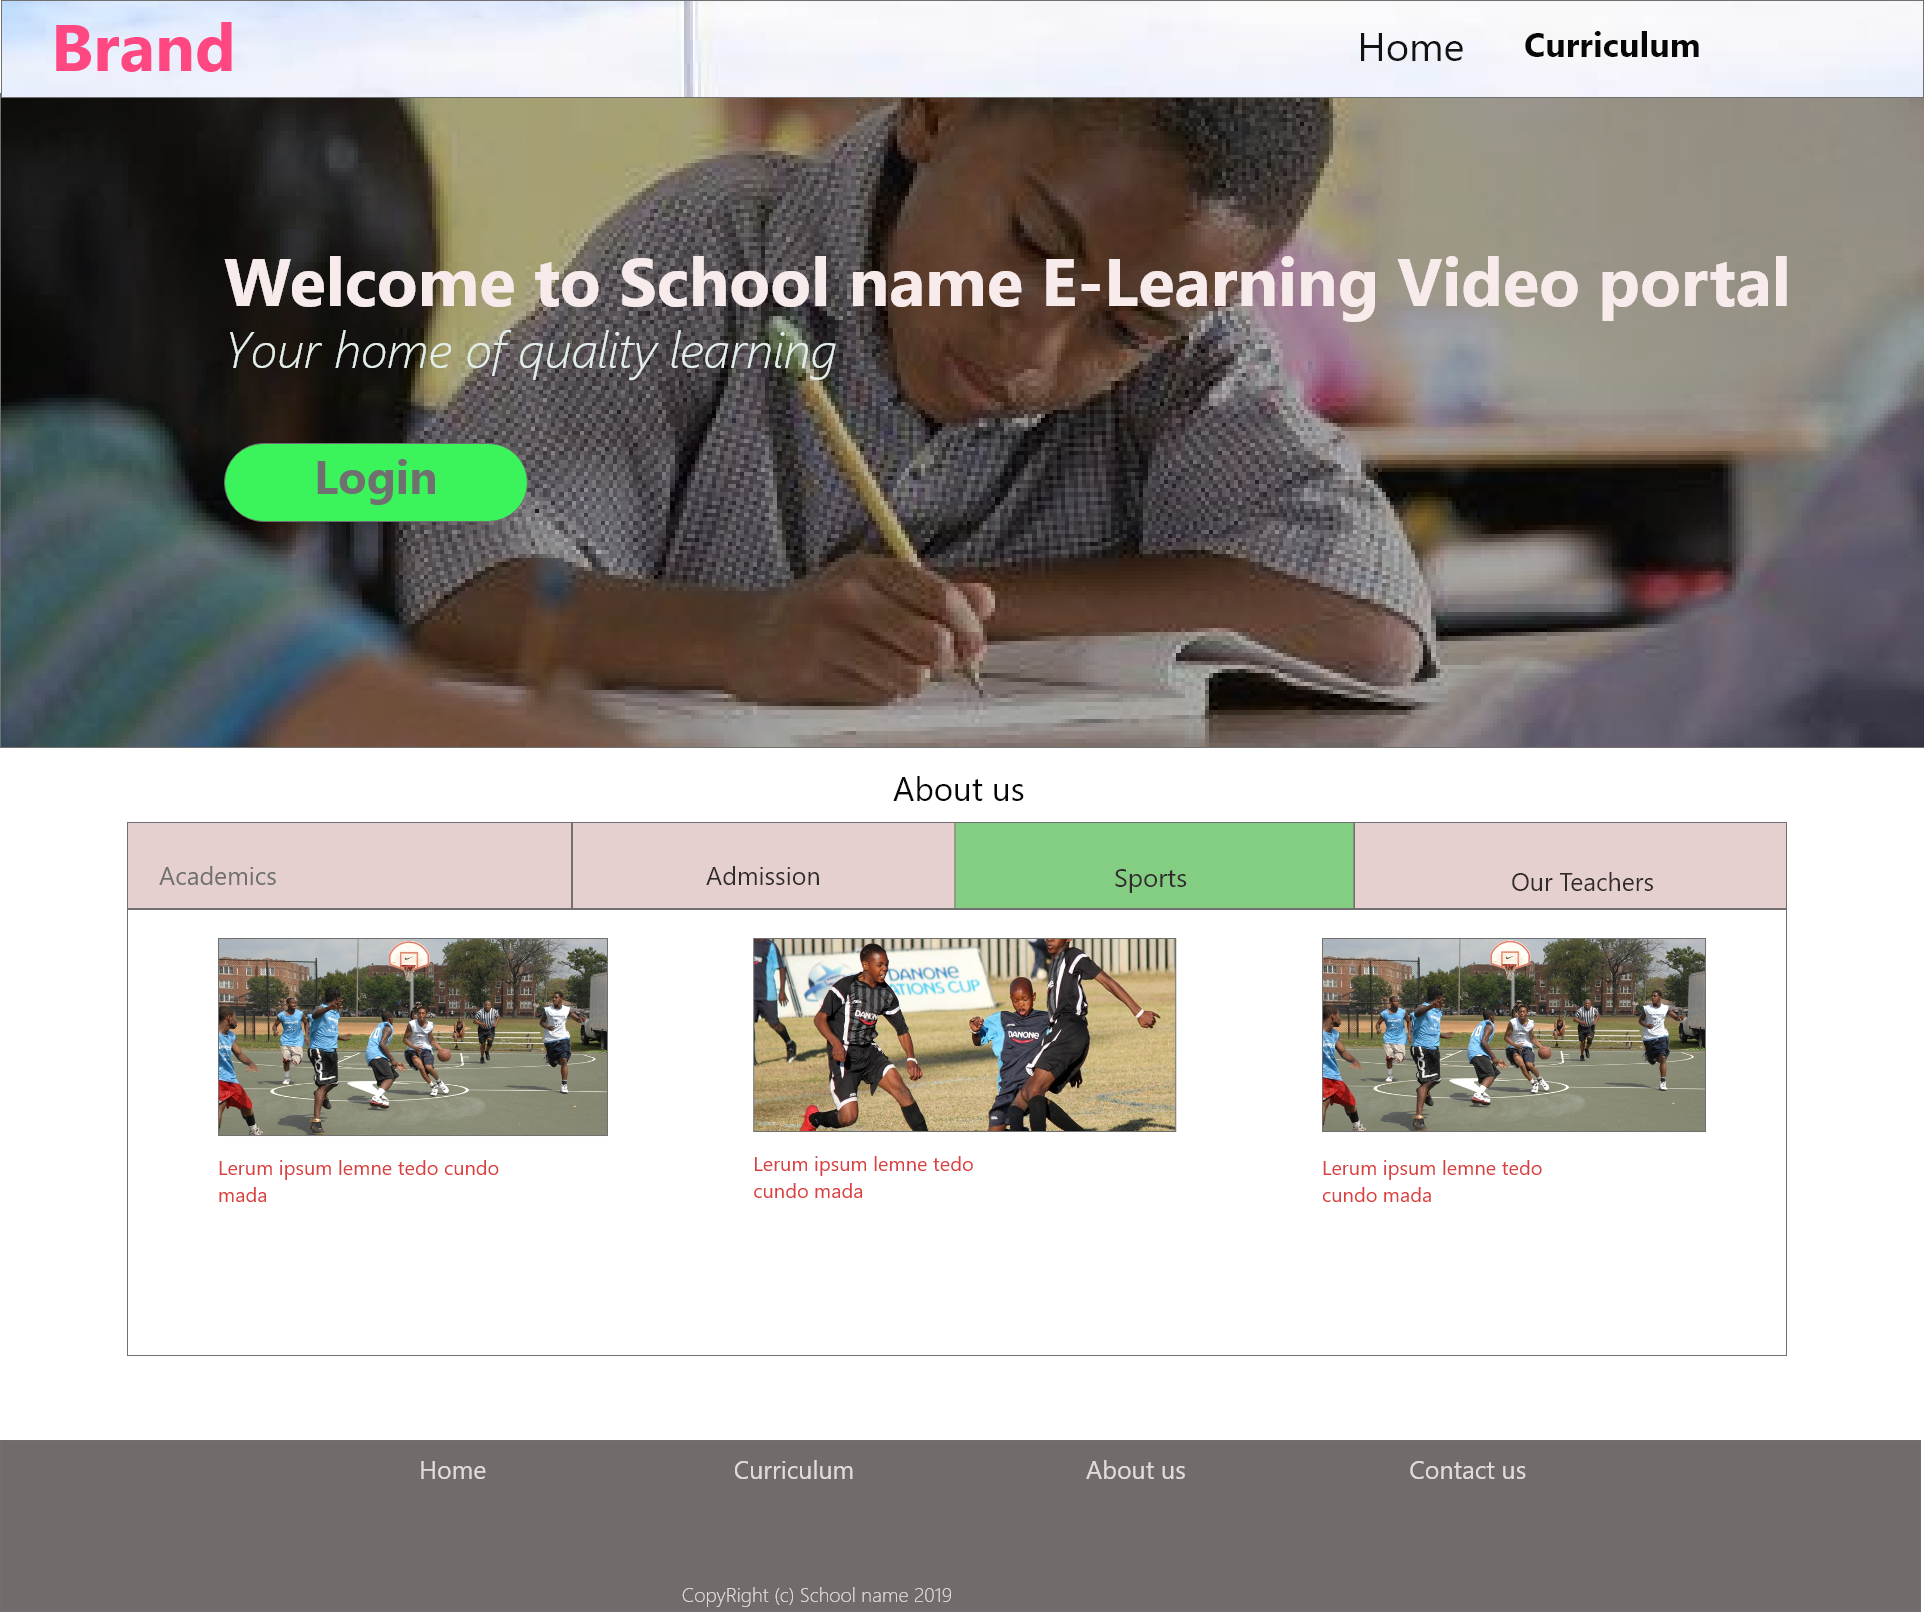 Brand
Home
Curriculum
Welcome to School name E-Learning Video portal
Your home of quality learning
Login
About us
Academics
Admission
Sports
Our Teachers
DANONE
ATIONS CUP
DANONE
Lerum ipsum lemne tedo cundo
mada
Lerum ipsum lemne tedo
cundo mada
Lerum ipsum lemne tedo
cundo mada
Home
Curriculum
About us
Contact us
CopyRight (c) School name 2019